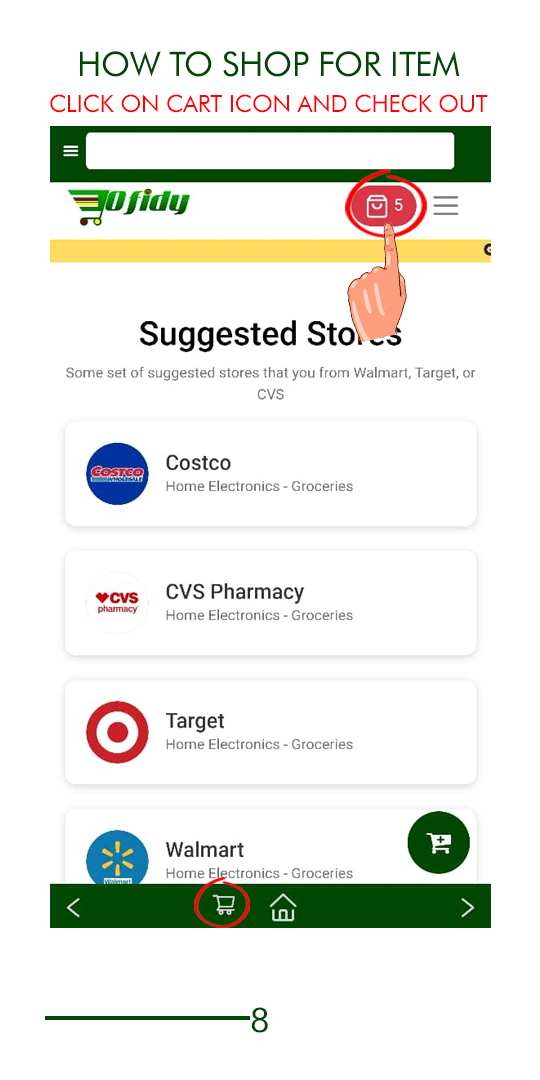 HOW TO SHOP FOR ITEM
CLICK ON CART ICON AND CHECK OUT
Ofidy
5
Suggested Stores
Some set of suggested stores that you from Walmart, Target, or
CVS
COSTCO
WHOLESALE
Costco
Home Electronics - Groceries
CVS
pharmacy
CVS Pharmacy
Home Electronics - Groceries
Target
Home Electronics - Groceries
Walmart
Walmart
Home Electronics - Groceries
8